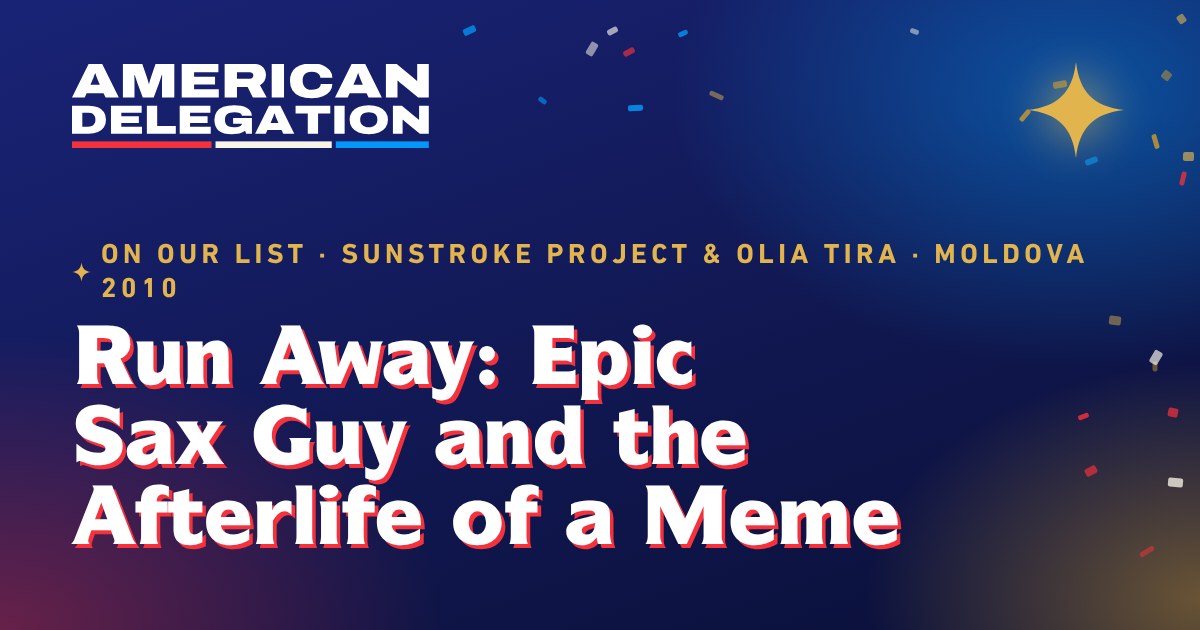 AMERICAN
DELEGATION
ON OUR LIST · SUNSTROKE PROJECT & OLIA TIRA · MOLDOVA
2010
Run Away: Epic
Sax Guy and the
Afterlife of a Meme